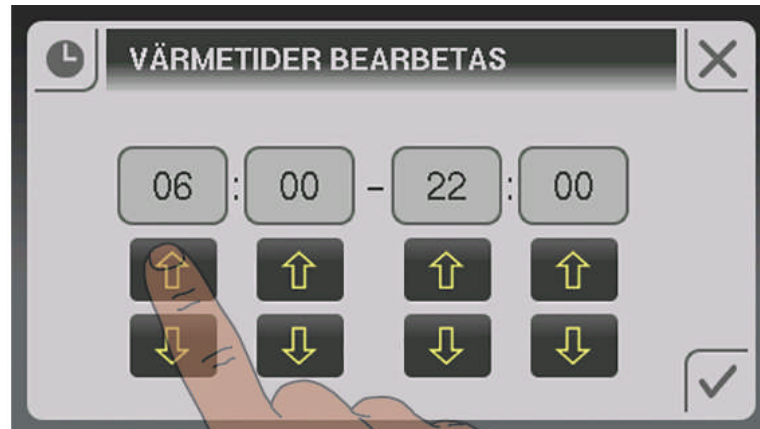 VÄRMETIDER BEARBETAS
06 : 00 – 22 : 00